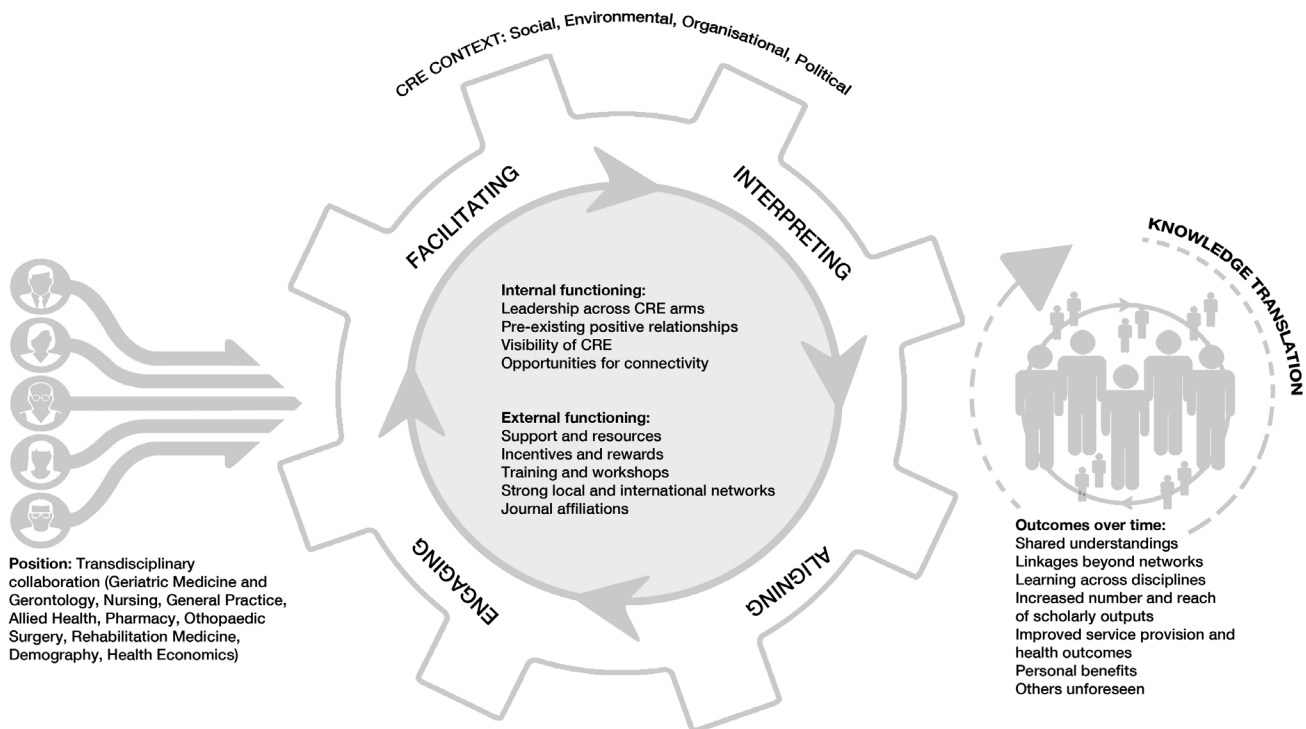 CRE CONTEXT: Social, Environmental, Organisational, Political
FACILITATING
INTERPRETING
ALIGNING
ENGAGING
Internal functioning:
Leadership across CRE arms
Pre-existing positive relationships
Visibility of CRE
Opportunities for connectivity
External functioning:
Support and resources
Incentives and rewards
Training and workshops
Strong local and international networks
Journal affiliations
Position: Transdisciplinary
collaboration (Geriatric Medicine and
Gerontology, Nursing, General Practice,
Allied Health, Pharmacy, Othopaedic
Surgery, Rehabilitation Medicine,
Demography, Health Economics)
KNOWLEDGE TRANSLATION
Outcomes over time:
Shared understandings
Linkages beyond networks
Learning across disciplines
Increased number and reach
of scholarly outputs
Improved service provision and
health outcomes
Personal benefits
Others unforeseen